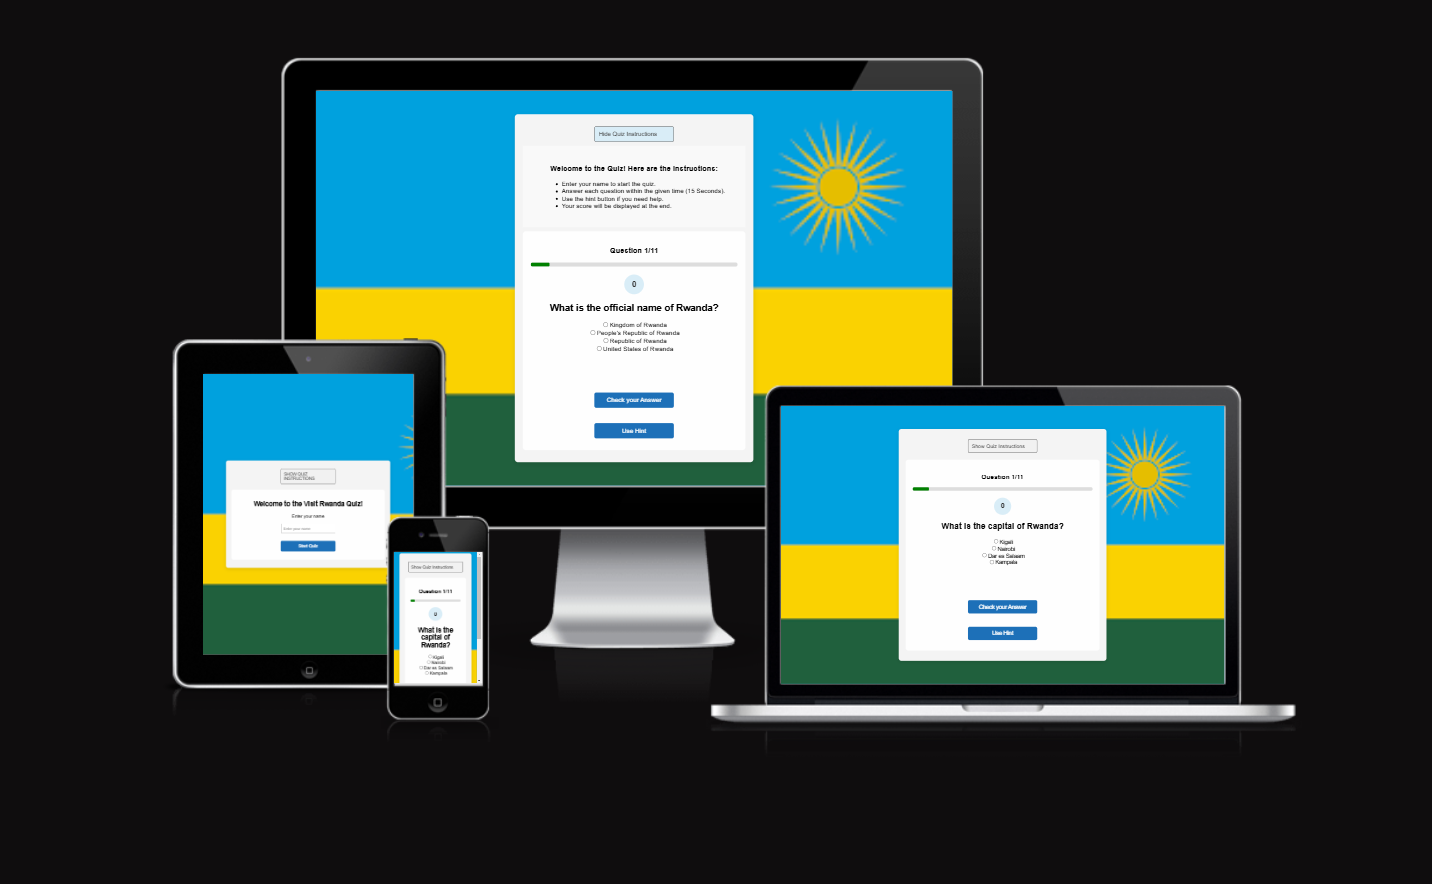 Hide Quiz Instructions
Welcome to the Quiz! Here are the Instructions:
Enter your name to start the quiz.
Answer each question within the given time (15 Seconds).
Use the hint button if you need help.
Your score will be displayed at the end.
Question 1/11
0
What is the official name of Rwanda?
Kingdom of Rwanda
People's Republic of Rwanda
Republic of Rwanda
United States of Rwanda
Check your Answer
Use Hint
SHOW QUIZ
INSTRUCTIONS
Welcome to the Visit Rwanda Quiz!
Enter your name
Enter your name
Start Quiz
Show Quiz Instructions
Question 1/11
0
What is the
capital of
Rwanda?
Kigali
Nairobi
Dar es Salaam
Kampala
Show Quiz Instructions
Question 1/11
0
What is the capital of Rwanda?
Kigali
Nairobi
Dar es Salaam
Kampala
Check your Answer
Use Hint